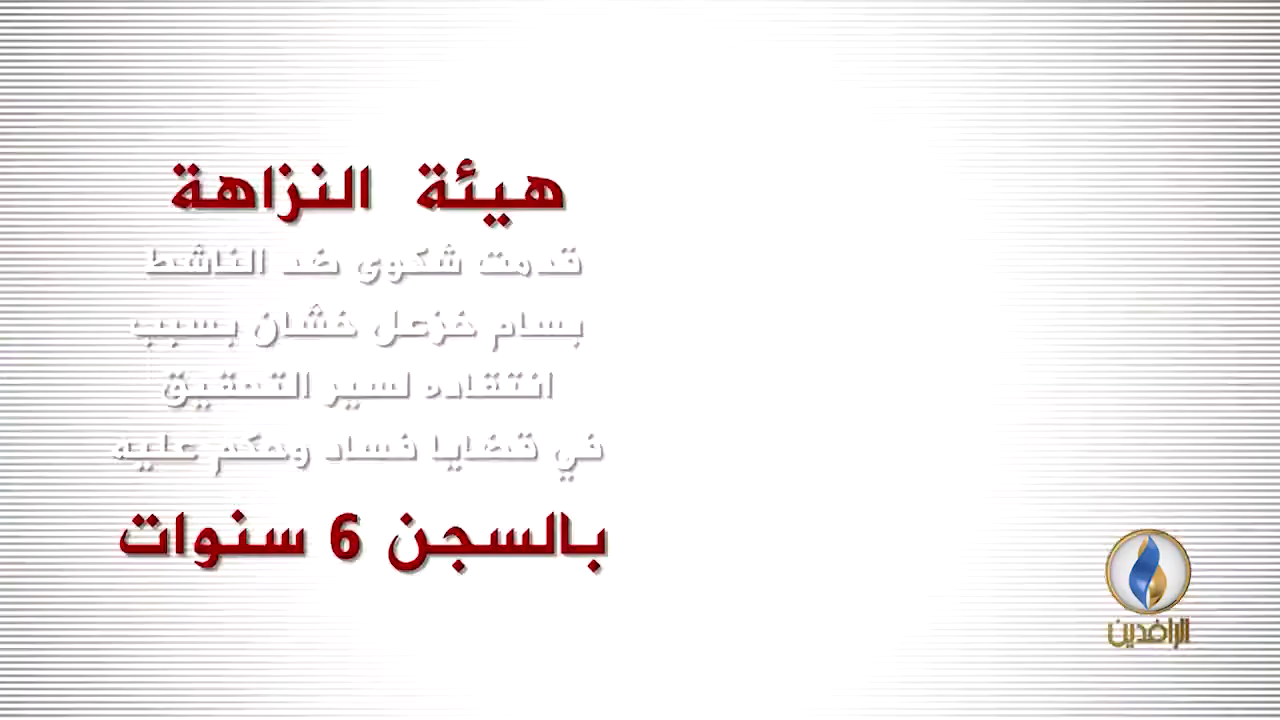 هيئة النزاهة
قدمت شكوى ضد الناشط
بسام خزعل خشان بسبب
انتقاده لسير التحقيق
في قضايا فساد وحكم عليه
بالسجن 6 سنوات
الرافدين